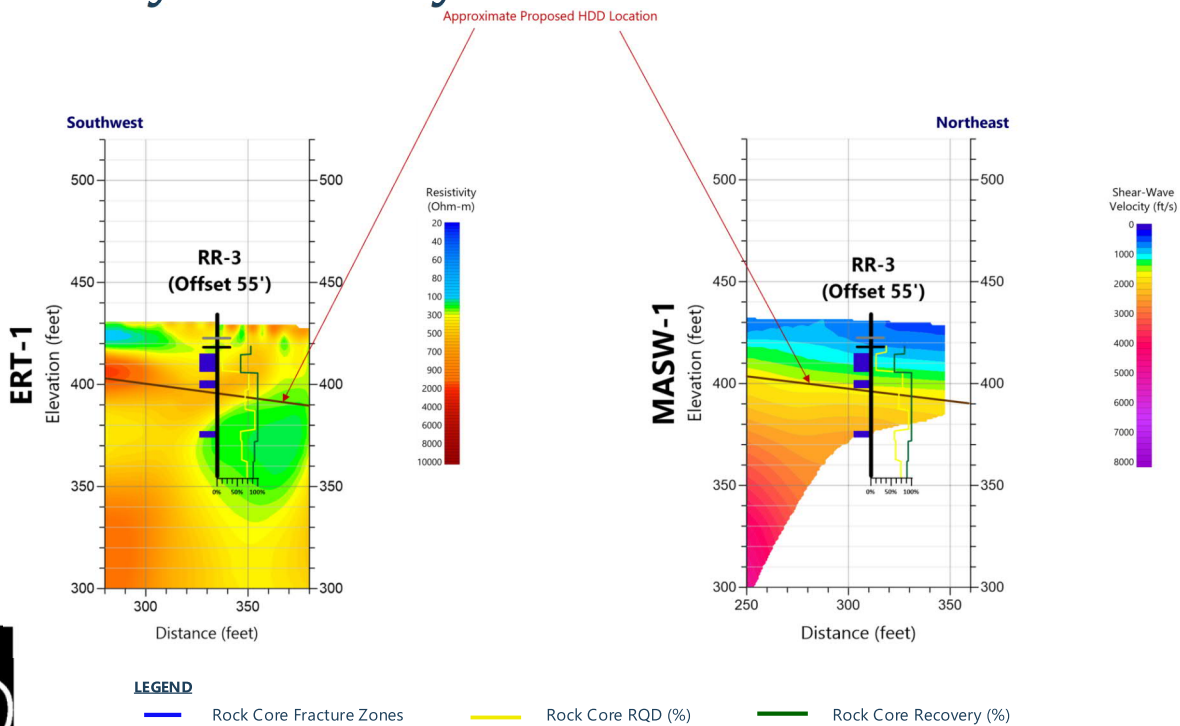 Approximate Proposed HDD Location
Southwest
Northeast
ERT-1
Elevation (feet)
500
450
400
350
300
500
450
400
350
300
RR-3
(Offset 55')
0% 50% 100%
300 350
Distance (feet)
Resistivity
(Ohm-m)
20
40
60
80
100
300
500
700
900
2000
4000
6000
8000
10000
MASW-1
Elevation (feet)
500
450
400
350
300
500
450
400
350
300
RR-3
(Offset 55')
0% 50% 100%
250 300 350
Distance (feet)
Shear-Wave
Velocity (ft/s)
0
1000
2000
3000
4000
5000
6000
7000
8000
LEGEND
Rock Core Fracture Zones
Rock Core RQD (%)
Rock Core Recovery (%)